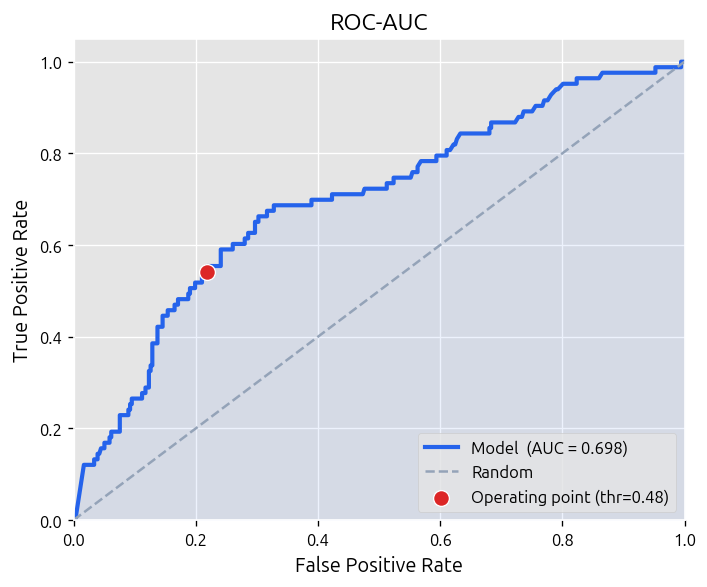 ROC-AUC
True Positive Rate
1.0
0.8
0.6
0.4
0.2
0.0
0.0 0.2 0.4 0.6 0.8 1.0
False Positive Rate
Model (AUC = 0.698)
Random
Operating point (thr=0.48)